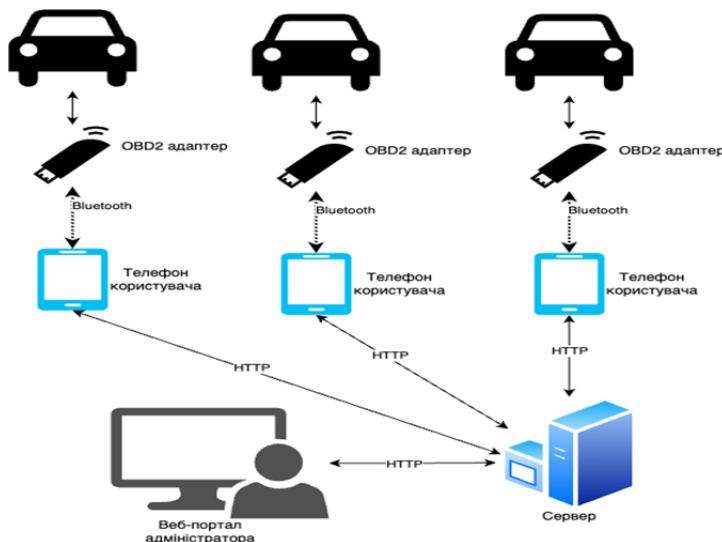 OBD2 адаптер
OBD2 адаптер
OBD2 адаптер
Bluetooth
Bluetooth
Bluetooth
Телефон
користувача
Телефон
користувача
Телефон
користувача
HTTP
HTTP
HTTP
HTTP
Веб-портал
адміністратора
Сервер